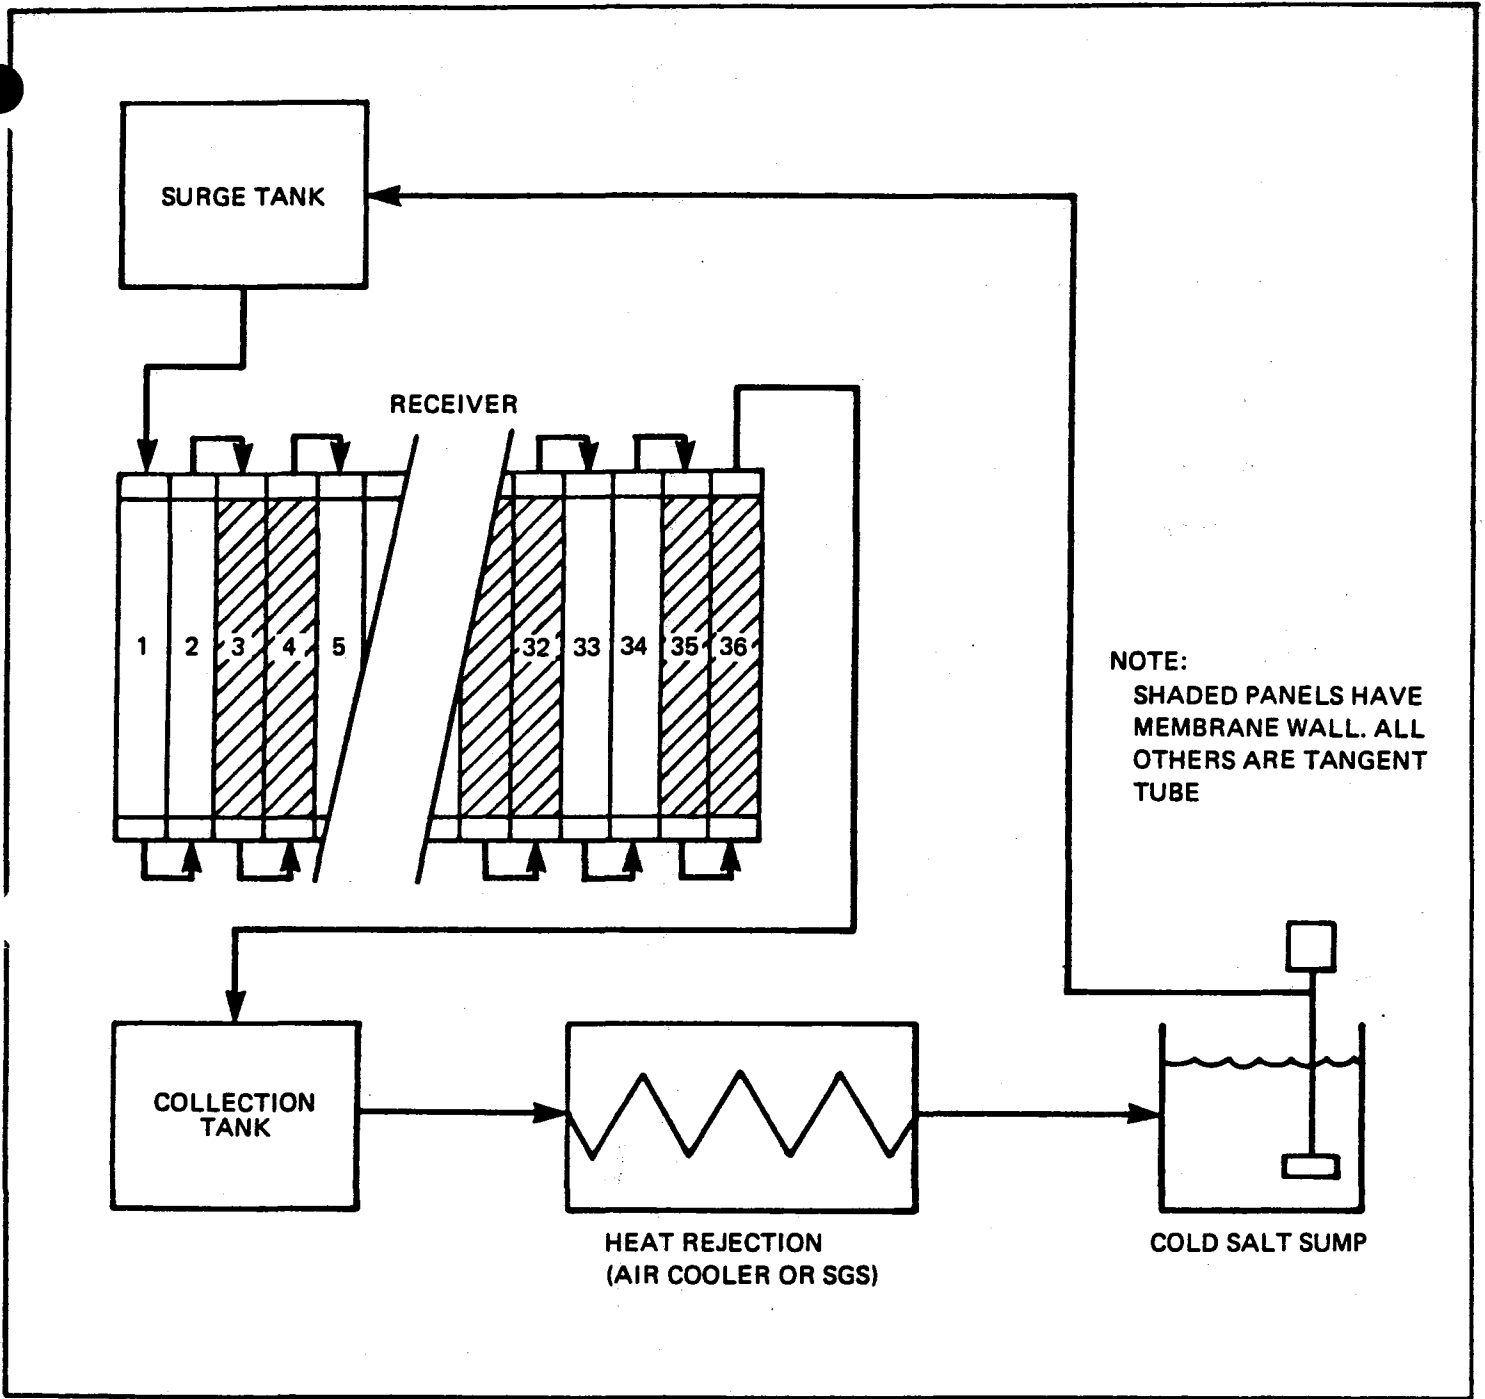 SURGE TANK
RECEIVER
1 2 3 4 5 32 33 34 35 36
NOTE:
SHADED PANELS HAVE
MEMBRANE WALL. ALL
OTHERS ARE TANGENT
TUBE
COLLECTION
TANK
HEAT REJECTION
(AIR COOLER OR SGS)
COLD SALT SUMP